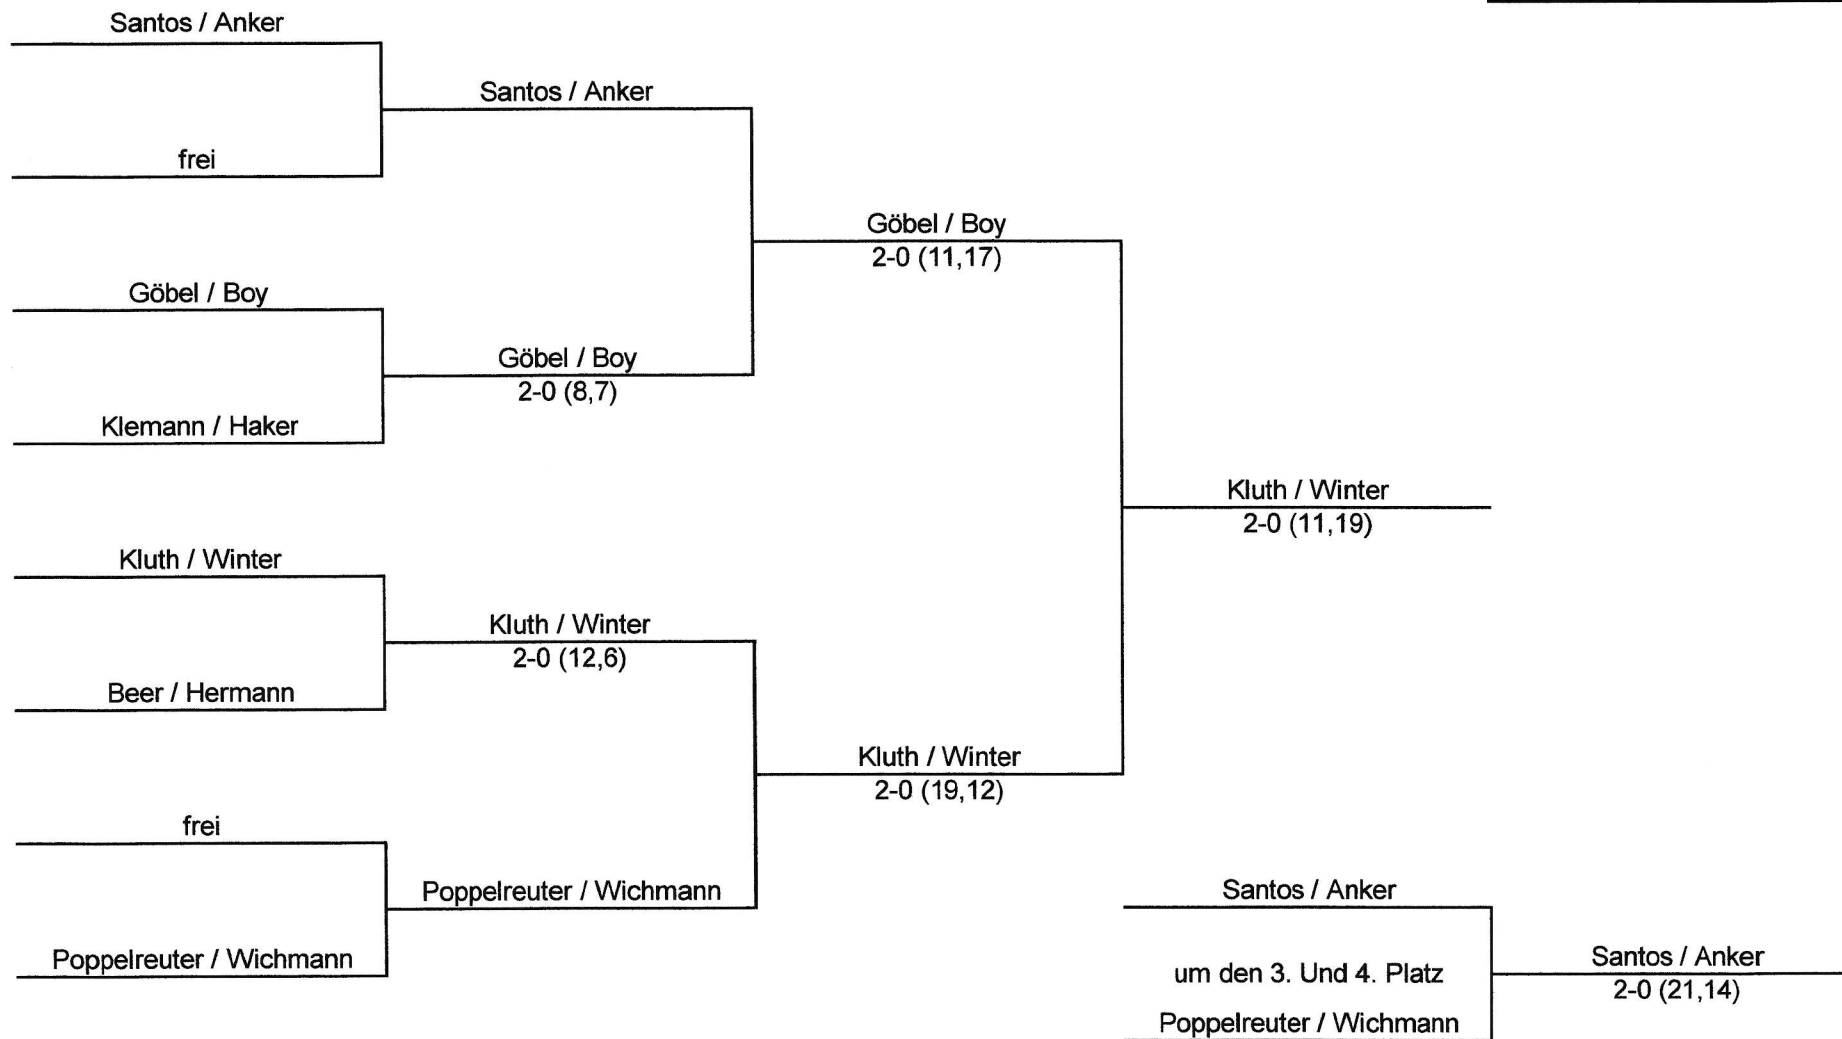 Santos / Anker
frei
Göbel / Boy
Klemann / Haker
Kluth / Winter
Beer / Hermann
frei
Poppelreuter / Wichmann
Santos / Anker
Göbel / Boy
2-0 (8,7)
Kluth / Winter
2-0 (12,6)
Poppelreuter / Wichmann
Göbel / Boy
2-0 (11,17)
Kluth / Winter
2-0 (19,12)
Kluth / Winter
2-0 (11,19)
Santos / Anker
um den 3. Und 4. Platz
Poppelreuter / Wichmann
Santos / Anker
2-0 (21,14)